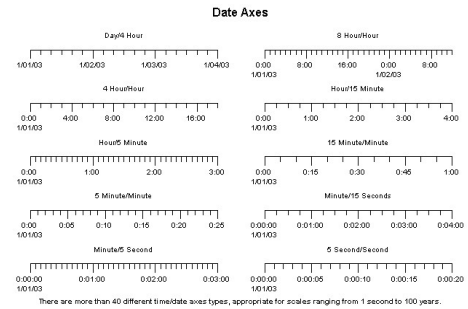 Date Axes
Day/4 Hour
1/01/03 1/02/03 1/03/03 1/04/03
8 Hour/Hour
0:00 8:00 16:00 0:00 8:00
1/01/03 1/02/03
4 Hour/Hour
0:00 4:00 8:00 12:00 16:00
1/01/03
Hour/15 Minute
0:00 1:00 2:00 3:00 4:00
1/01/03
Hour/5 Minute
0:00 1:00 2:00 3:00
1/01/03
15 Minute/Minute
0:00 0:15 0:30 0:45 1:00
1/01/03
5 Minute/Minute
0:00 0:05 0:10 0:15 0:20 0:25
1/01/03
Minute/15 Seconds
0:00:00 0:01:00 0:02:00 0:03:00 0:04:00
1/01/03
Minute/5 Second
0:00:00 0:01:00 0:02:00 0:03:00
1/01/03
5 Second/Second
0:00:00 0:00:05 0:00:10 0:00:15 0:00:20
1/01/03
There are more than 40 different time/date axes types, appropriate for scales ranging from 1 second to 100 years.